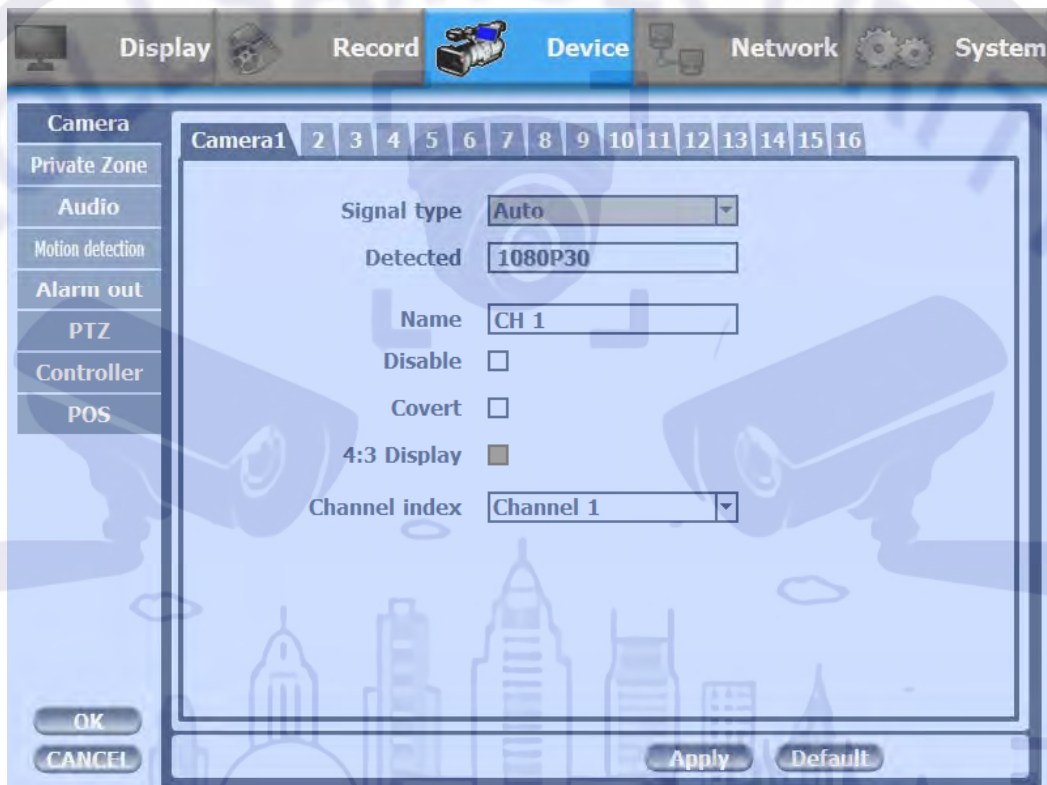 Display Record Device Network System
Camera
Private Zone
Audio
Motion detection
Alarm out
PTZ
Controller
POS
Camera1 2 3 4 5 6 7 8 9 10 11 12 13 14 15 16
Signal type Auto
Detected 1080P30
Name CH 1
Disable
Covert
4:3 Display
Channel index Channel 1
OK
CANCEL
Apply Default